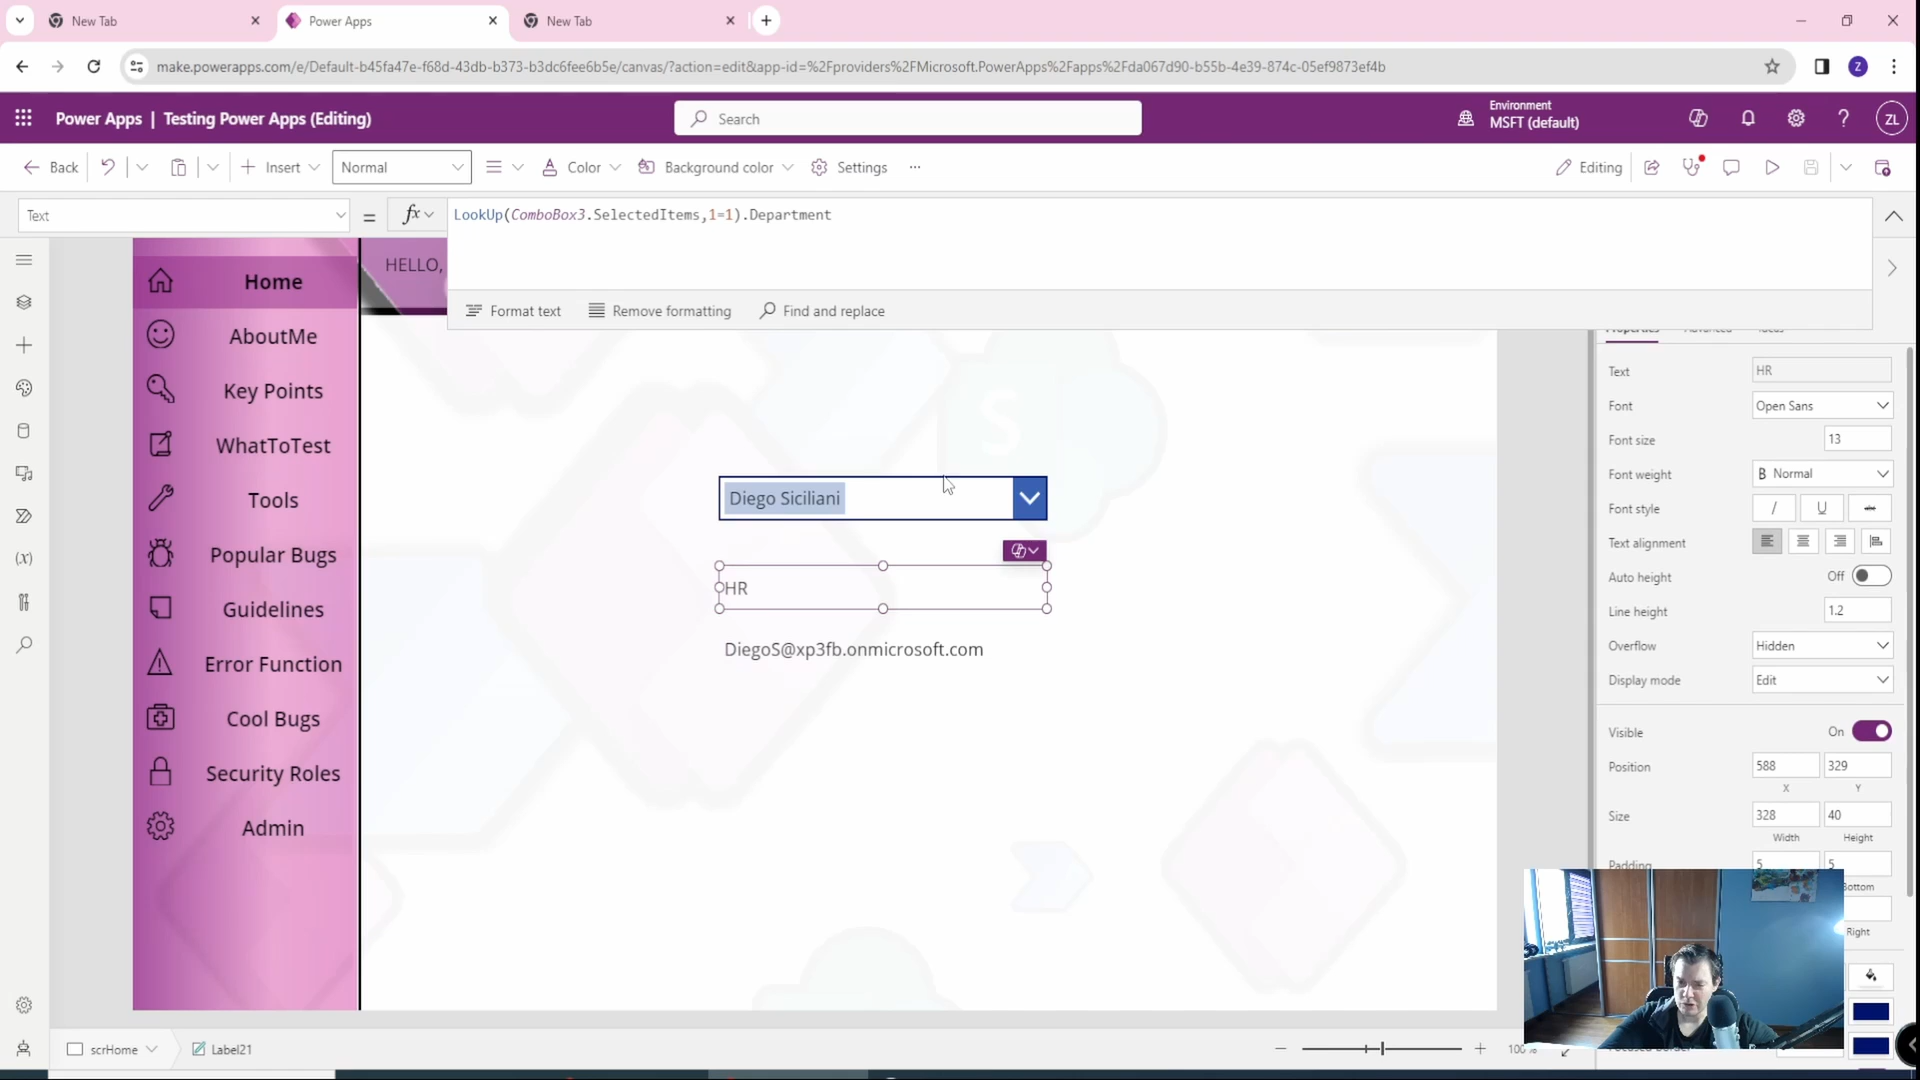 New Tab
Power Apps
New Tab
make.powerapps.com/e/Default-b45fa47e-f68d-43db-b373-b3dc6fee6b5e/canvas/?action=edit&app-id=%2Fproviders%2FMicrosoft.PowerApps%2Fapps%2Fda067d90-b55b-4e39-874c-05ef9873ef4b
Z
Power Apps | Testing Power Apps (Editing)
Search
Environment
MSFT (default)
ZL
Back
Insert
Normal
Color
Background color
Settings
Editing
Text
=
fx
LookUp(ComboBox3.SelectedItems,1=1).Department
Format text
Remove formatting
Find and replace
HELLO,
Home
AboutMe
Key Points
WhatToTest
Tools
Popular Bugs
Guidelines
Error Function
Cool Bugs
Security Roles
Admin
S
Diego Siciliani
HR
DiegoS@xp3fb.onmicrosoft.com
Properties
Text
HR
Font
Open Sans
Font size
13
Font weight
B Normal
Font style
Text alignment
Auto height
Off
Line height
1.2
Overflow
Hidden
Display mode
Edit
Visible
On
Position
588
329
X
Y
Size
328
40
Width
Height
Padding
5
5
Bottom
Right
scrHome
Label21
100 %